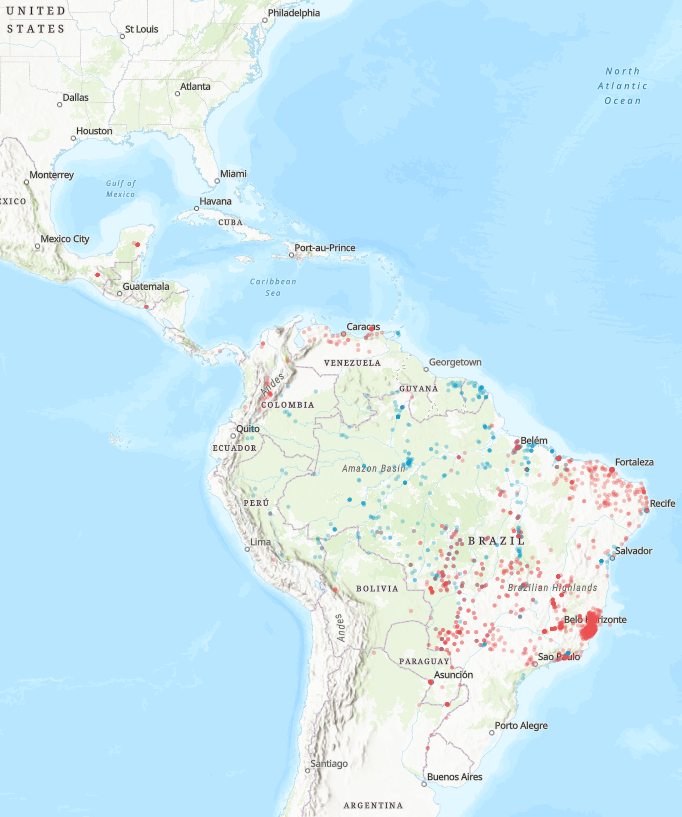 UNITED
STATES
Philadelphia
St Louis
Atlanta
Dallas
Houston
North
Atlantic
Ocean
Monterrey
Miami
Gulf of
Mexico
XICO
Havana
CUBA
Mexico City
Port-au-Prince
Guatemala
Caribbean
Sea
Caracas
VENEZUELA
Georgetown
GUYANA
Andes
COLOMBIA
Quito
ECUADOR
Belém
Amazon Basin
Fortaleza
PERÚ
Recife
Lima
BRAZIL
Salvador
BOLIVIA
Brazilian Highlands
Andes
Belo Horizonte
PARAGUAY
Sao Paulo
Asunción
Porto Alegre
Santiago
Buenos Aires
ARGENTINA